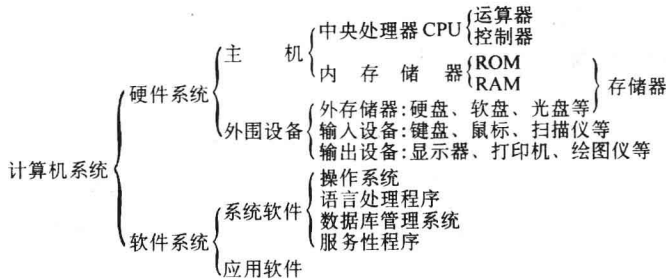 运算器
中央处理器 CPU
控制器
主机
ROM
内存储器
RAM
存储器
硬件系统
外存储器:硬盘、软盘、光盘等
外围设备
输入设备:键盘、鼠标、扫描仪等
输出设备:显示器、打印机、绘图仪等
计算机系统
操作系统
系统软件
语言处理程序
数据库管理系统
软件系统
服务性程序
应用软件